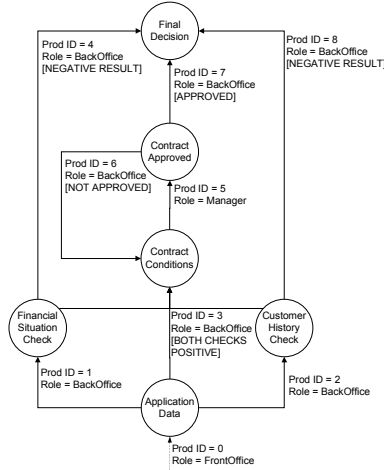 Final
Decision
Prod ID = 4
Role = BackOffice
[NEGATIVE RESULT]
Prod ID = 8
Role = BackOffice
[NEGATIVE RESULT]
Prod ID = 7
Role = BackOffice
[APPROVED]
Contract
Approved
Prod ID = 6
Role = BackOffice
[NOT APPROVED]
Prod ID = 5
Role = Manager
Contract
Conditions
Financial
Situation
Check
Prod ID = 3
Role = BackOffice
[BOTH CHECKS
POSITIVE]
Customer
History
Check
Prod ID = 1
Role = BackOffice
Prod ID = 2
Role = BackOffice
Application
Data
Prod ID = 0
Role = FrontOffice